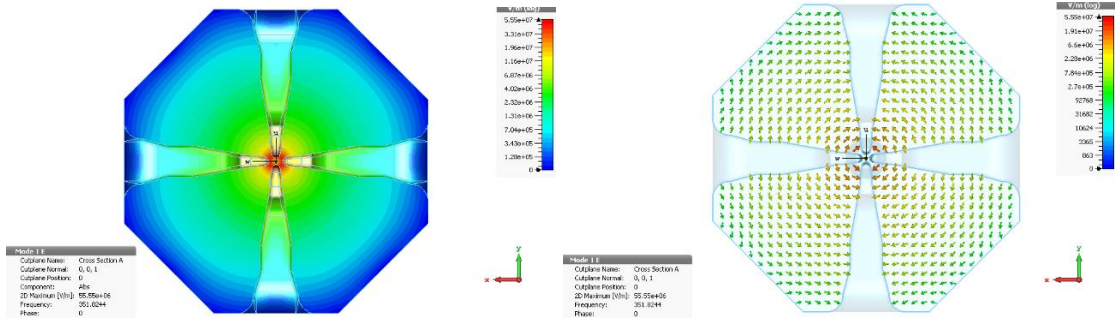 V/m (log)
5.55e+07
3.31e+07
1.96e+07
1.16e+07
6.87e+06
4.02e+06
2.32e+06
1.31e+06
7.04e+05
3.43e+05
1.28e+05
0
u
w
y
x
Mode 1 E
Cutplane Name: Cross Section A
Cutplane Normal: 0, 0, 1
Cutplane Position: 0
Component: Abs
2D Maximum [V/m]: 55.55e+06
Frequency: 351.8244
Phase: 0
V/m (log)
5.55e+07
1.9e+07
6.6e+06
2.27e+06
7.84e+05
2.7e+05
92768
31682
10624
3365
863
0
w
y
x
Mode 1 E
Cutplane Name: Cross Section A
Cutplane Normal: 0, 0, 1
Cutplane Position: 0
2D Maximum [V/m]: 55.55e+06
Frequency: 351.8244
Phase: 0